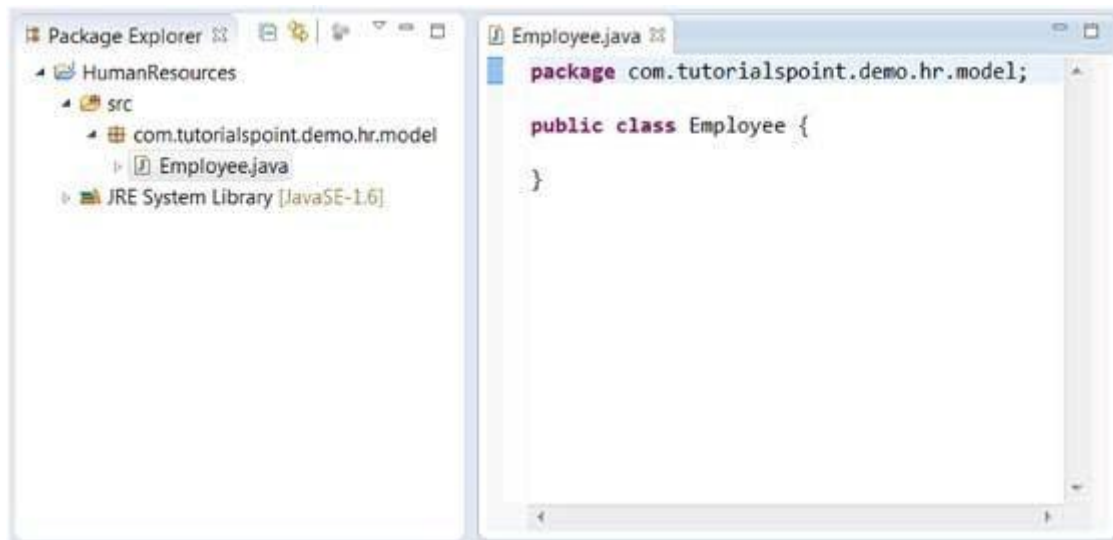 Package Explorer
HumanResources
src
com.tutorialspoint.demo.hr.model
Employee.java
JRE System Library [JavaSE-1.6]
Employee.java
package com.tutorialspoint.demo.hr.model;
public class Employee {
}